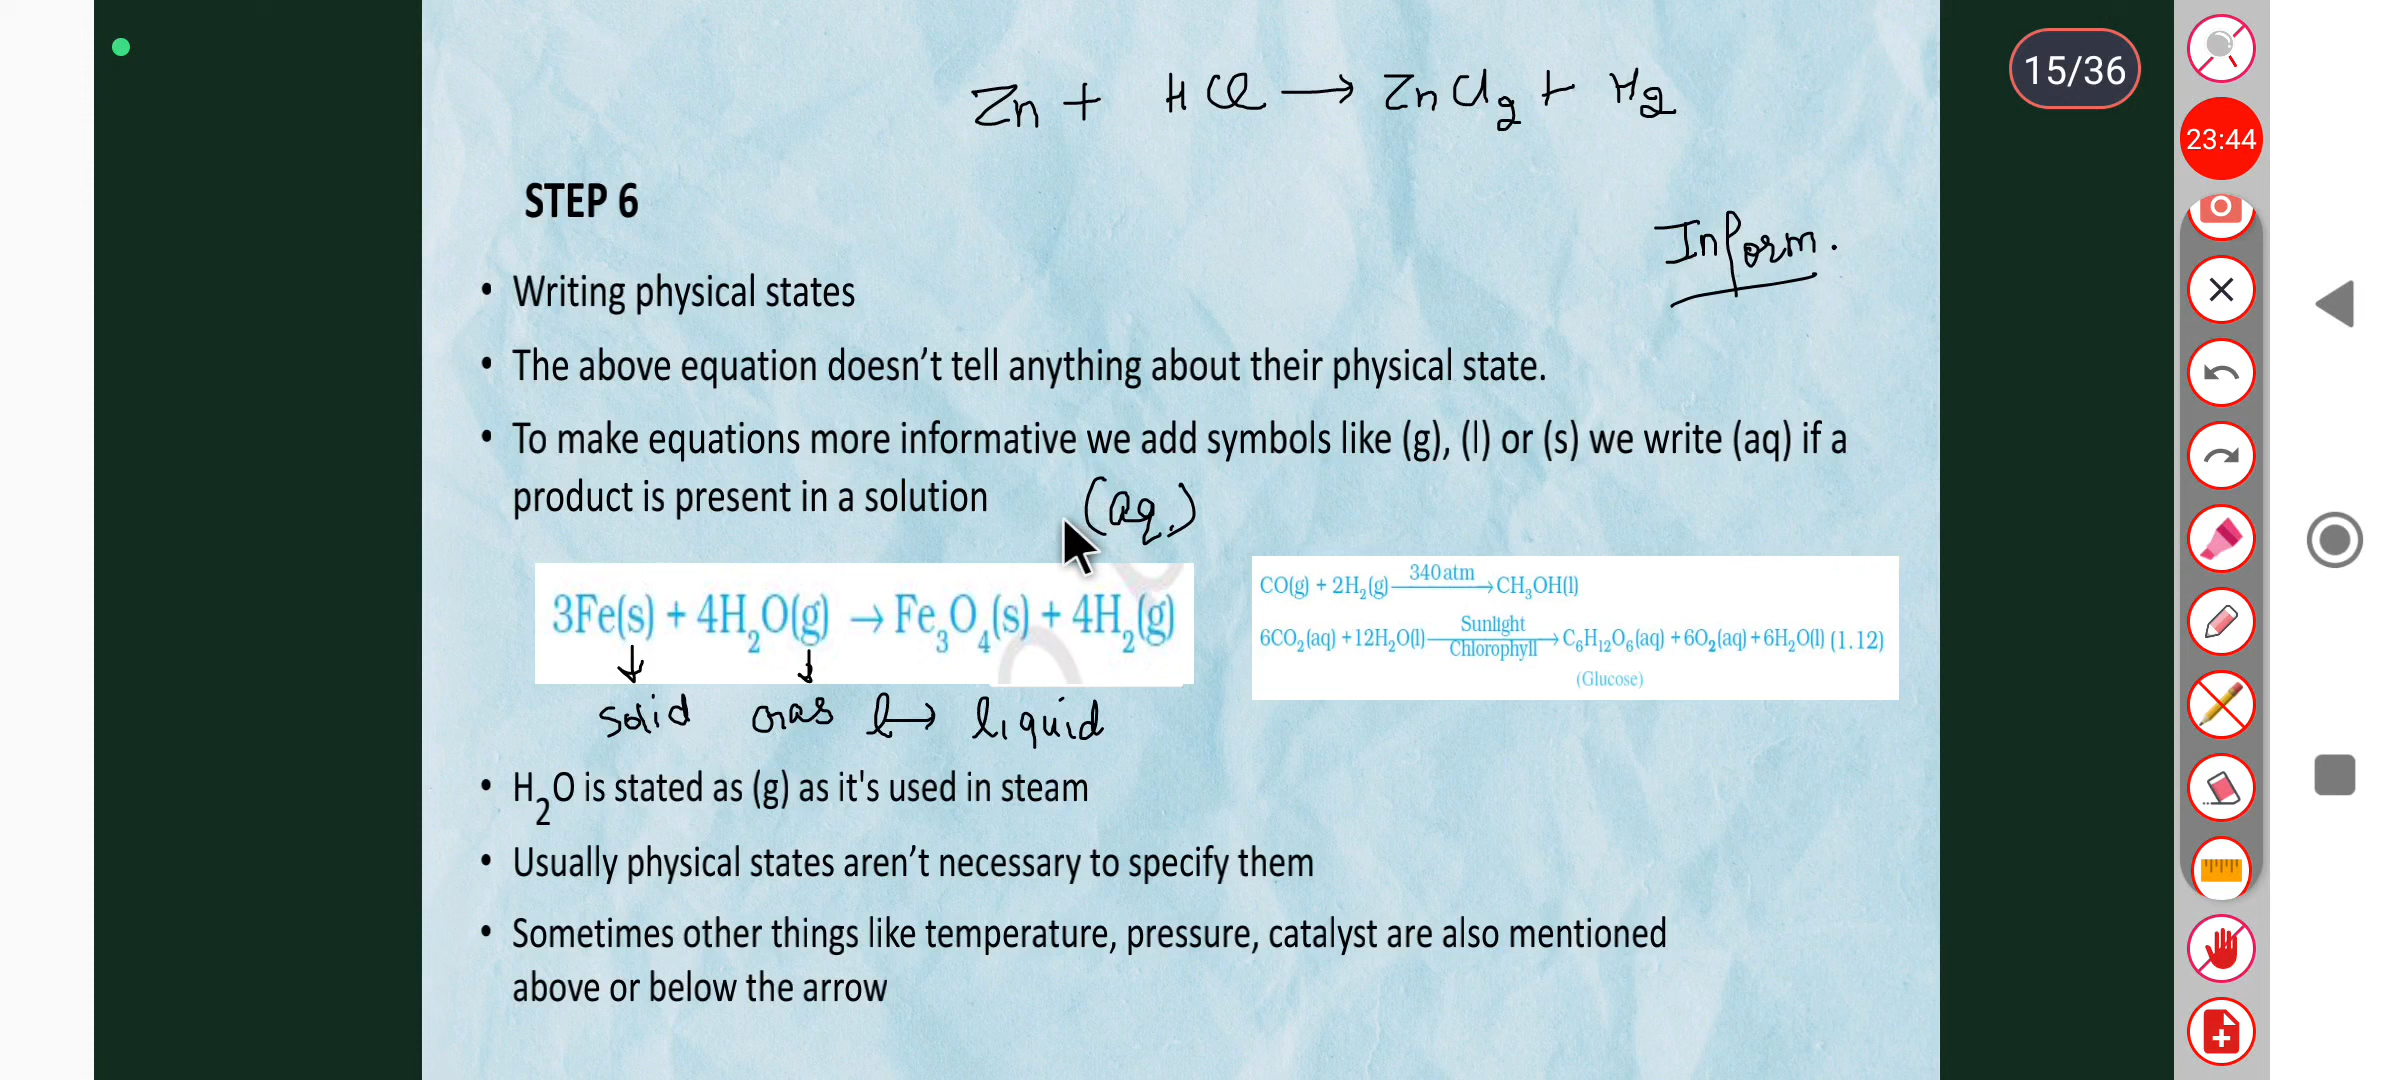 Zn + HCl → ZnCl2 + H2
15/36
23:44
STEP 6
Inform.
• Writing physical states
• The above equation doesn't tell anything about their physical state.
• To make equations more informative we add symbols like (g), (l) or (s) we write (aq) if a
product is present in a solution
(aq.)
3Fe(s) + 4H2O(g) → Fe3O4(s) + 4H2(g)
solid gas l → liquid
CO(g) + 2H2(g) 340 atm → CH3OH(l)
6CO2(aq) +12H2O(l) Sunlight Chlorophyll → C6H12O6(aq) +6O2(aq)+6H2O(l) (1.12)
(Glucose)
• H2O is stated as (g) as it's used in steam
• Usually physical states aren't necessary to specify them
• Sometimes other things like temperature, pressure, catalyst are also mentioned
above or below the arrow